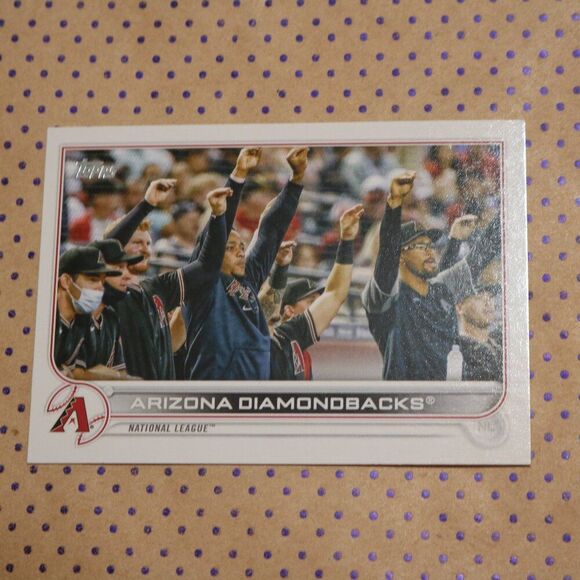 Topps
ARIZONA DIAMONDBACKS®
NATIONAL LEAGUE™